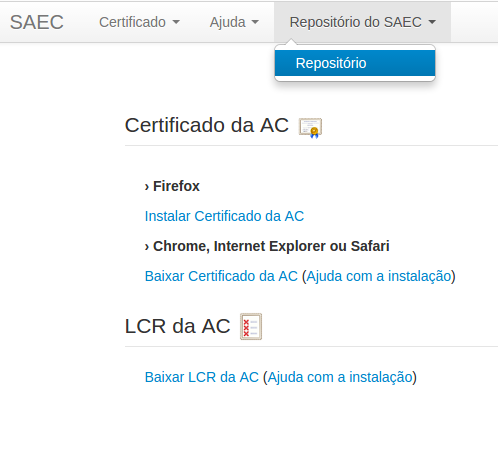 SAEC Certificado Ajuda Repositório do SAEC
Repositório
Certificado da AC
› Firefox
Instalar Certificado da AC
› Chrome, Internet Explorer ou Safari
Baixar Certificado da AC (Ajuda com a instalação)
LCR da AC
Baixar LCR da AC (Ajuda com a instalação)